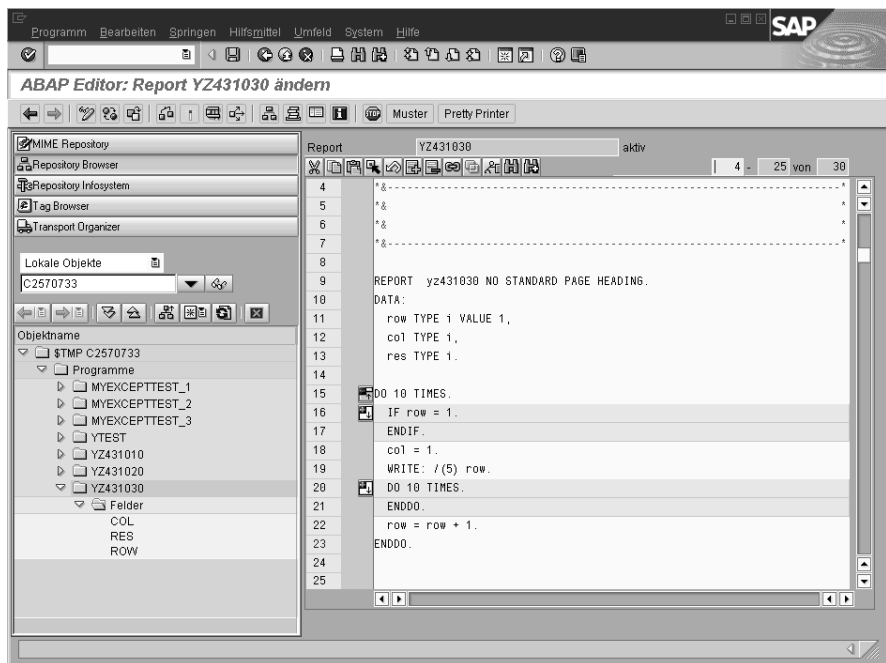 Programm Bearbeiten Springen Hilfsmittel Umfeld System Hilfe
SAP
ABAP Editor: Report YZ431030 ändern
Muster Pretty Printer
MIME Repository
Repository Browser
Repository Infosystem
Tag Browser
Transport Organizer
Lokale Objekte
C2570733
Objektname
$TMP C2570733
Programme
MYEXCEPTTEST_1
MYEXCEPTTEST_2
MYEXCEPTTEST_3
YTEST
YZ431010
YZ431020
YZ431030
Felder
COL
RES
ROW
Report YZ431030 aktiv
4 - 25 von 30
4 *&---------------------------------------------------------------------*
5 *& *
6 *& *
7 *&---------------------------------------------------------------------*
8
9 REPORT yz431030 NO STANDARD PAGE HEADING.
10 DATA:
11 row TYPE i VALUE 1,
12 col TYPE i,
13 res TYPE i.
14
15 DO 10 TIMES.
16 IF row = 1.
17 ENDIF.
18 col = 1.
19 WRITE: /(5) row.
20 DO 10 TIMES.
21 ENDDO.
22 row = row + 1.
23 ENDDO.
24
25